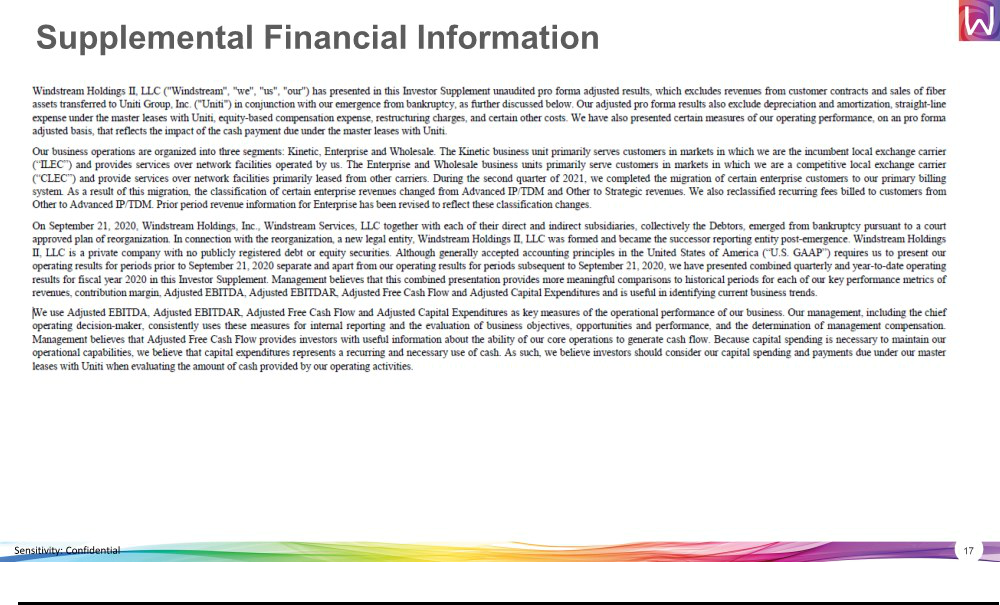 Supplemental Financial Information
W
Windstream Holdings II, LLC ("Windstream", "we", "us", "our") has presented in this Investor Supplement unaudited pro forma adjusted results, which excludes revenues from customer contracts and sales of fiber
assets transferred to Uniti Group, Inc. ("Uniti") in conjunction with our emergence from bankruptcy, as further discussed below. Our adjusted pro forma results also exclude depreciation and amortization, straight-line
expense under the master leases with Uniti, equity-based compensation expense, restructuring charges, and certain other costs. We have also presented certain measures of our operating performance, on an pro forma
adjusted basis, that reflects the impact of the cash payment due under the master leases with Uniti.
Our business operations are organized into three segments: Kinetic, Enterprise and Wholesale. The Kinetic business unit primarily serves customers in markets in which we are the incumbent local exchange carrier
(“ILEC”) and provides services over network facilities operated by us. The Enterprise and Wholesale business units primarily serve customers in markets in which we are a competitive local exchange carrier
(“CLEC”) and provide services over network facilities primarily leased from other carriers. During the second quarter of 2021, we completed the migration of certain enterprise customers to our primary billing
system. As a result of this migration, the classification of certain enterprise revenues changed from Advanced IP/TDM and Other to Strategic revenues. We also reclassified recurring fees billed to customers from
Other to Advanced IP/TDM. Prior period revenue information for Enterprise has been revised to reflect these classification changes.
On September 21, 2020, Windstream Holdings, Inc., Windstream Services, LLC together with each of their direct and indirect subsidiaries, collectively the Debtors, emerged from bankruptcy pursuant to a court
approved plan of reorganization. In connection with the reorganization, a new legal entity, Windstream Holdings II, LLC was formed and became the successor reporting entity post-emergence. Windstream Holdings
II, LLC is a private company with no publicly registered debt or equity securities. Although generally accepted accounting principles in the United States of America (“U.S. GAAP”) requires us to present our
operating results for periods prior to September 21, 2020 separate and apart from our operating results for periods subsequent to September 21, 2020, we have presented combined quarterly and year-to-date operating
results for fiscal year 2020 in this Investor Supplement. Management believes that this combined presentation provides more meaningful comparisons to historical periods for each of our key performance metrics of
revenues, contribution margin, Adjusted EBITDA, Adjusted EBITDAR, Adjusted Free Cash Flow and Adjusted Capital Expenditures and is useful in identifying current business trends.
We use Adjusted EBITDA, Adjusted EBITDAR, Adjusted Free Cash Flow and Adjusted Capital Expenditures as key measures of the operational performance of our business. Our management, including the chief
operating decision-maker, consistently uses these measures for internal reporting and the evaluation of business objectives, opportunities and performance, and the determination of management compensation.
Management believes that Adjusted Free Cash Flow provides investors with useful information about the ability of our core operations to generate cash flow. Because capital spending is necessary to maintain our
operational capabilities, we believe that capital expenditures represents a recurring and necessary use of cash. As such, we believe investors should consider our capital spending and payments due under our master
leases with Uniti when evaluating the amount of cash provided by our operating activities.
Sensitivity: Confidential
17